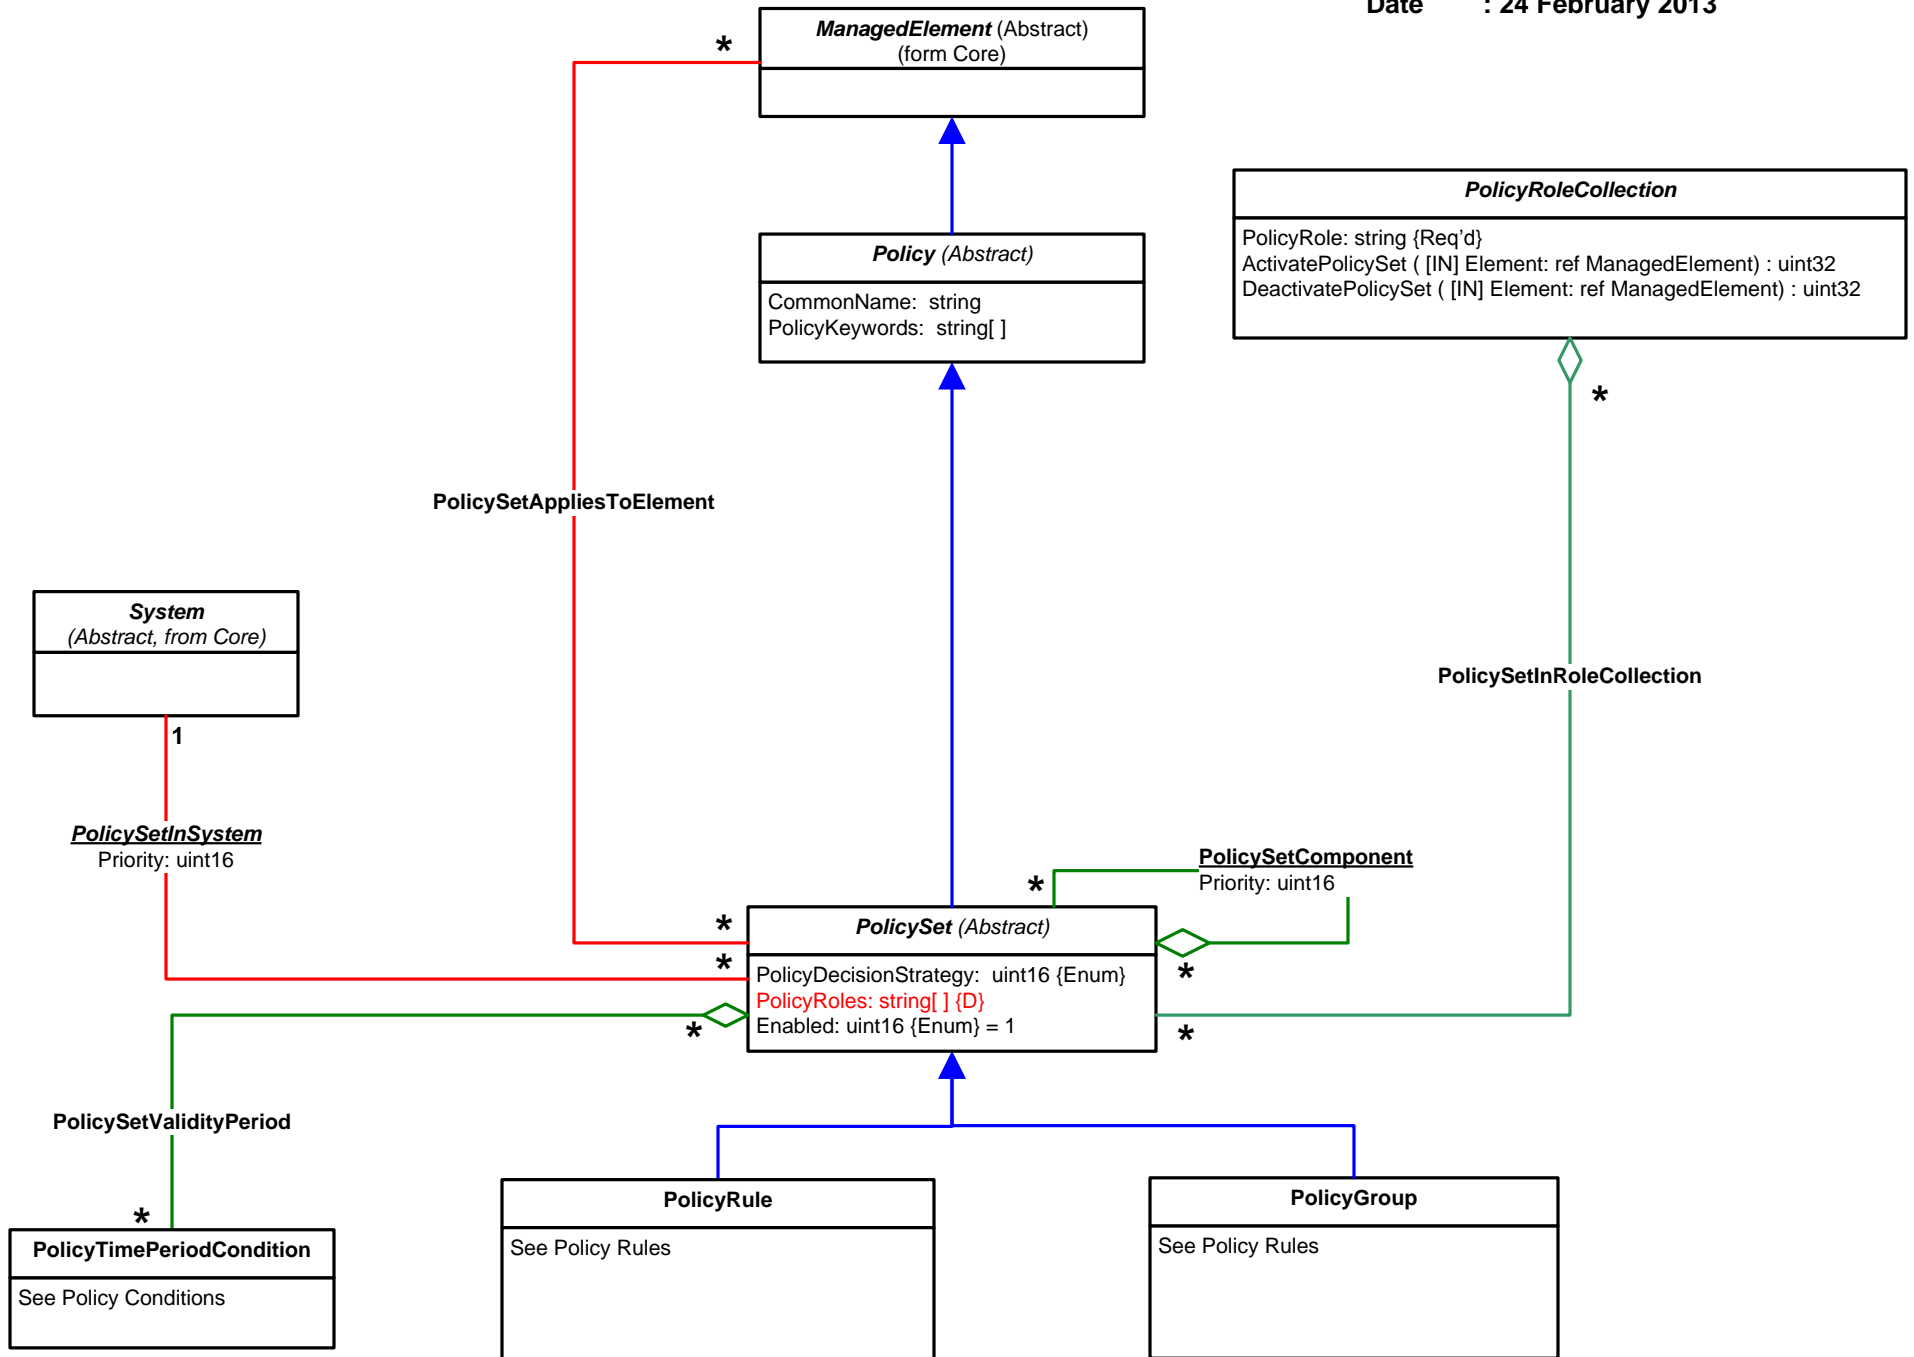 Date : 24 February 2013
ManagedElement (Abstract)
(form Core)
*
PolicyRoleCollection
PolicyRole: string {Req'd}
ActivatePolicySet ( [IN] Element: ref ManagedElement) : uint32
DeactivatePolicySet ( [IN] Element: ref ManagedElement) : uint32
*
Policy (Abstract)
CommonName: string
PolicyKeywords: string[ ]
PolicySetAppliesToElement
System
(Abstract, from Core)
1
PolicySetInRoleCollection
PolicySetInSystem
Priority: uint16
PolicySetComponent
Priority: uint16
*
*
*
PolicySet (Abstract)
PolicyDecisionStrategy: uint16 {Enum}
PolicyRoles: string[ ] {D}
Enabled: uint16 {Enum} = 1
*
*
*
PolicySetValidityPeriod
*
PolicyTimePeriodCondition
See Policy Conditions
PolicyRule
See Policy Rules
PolicyGroup
See Policy Rules